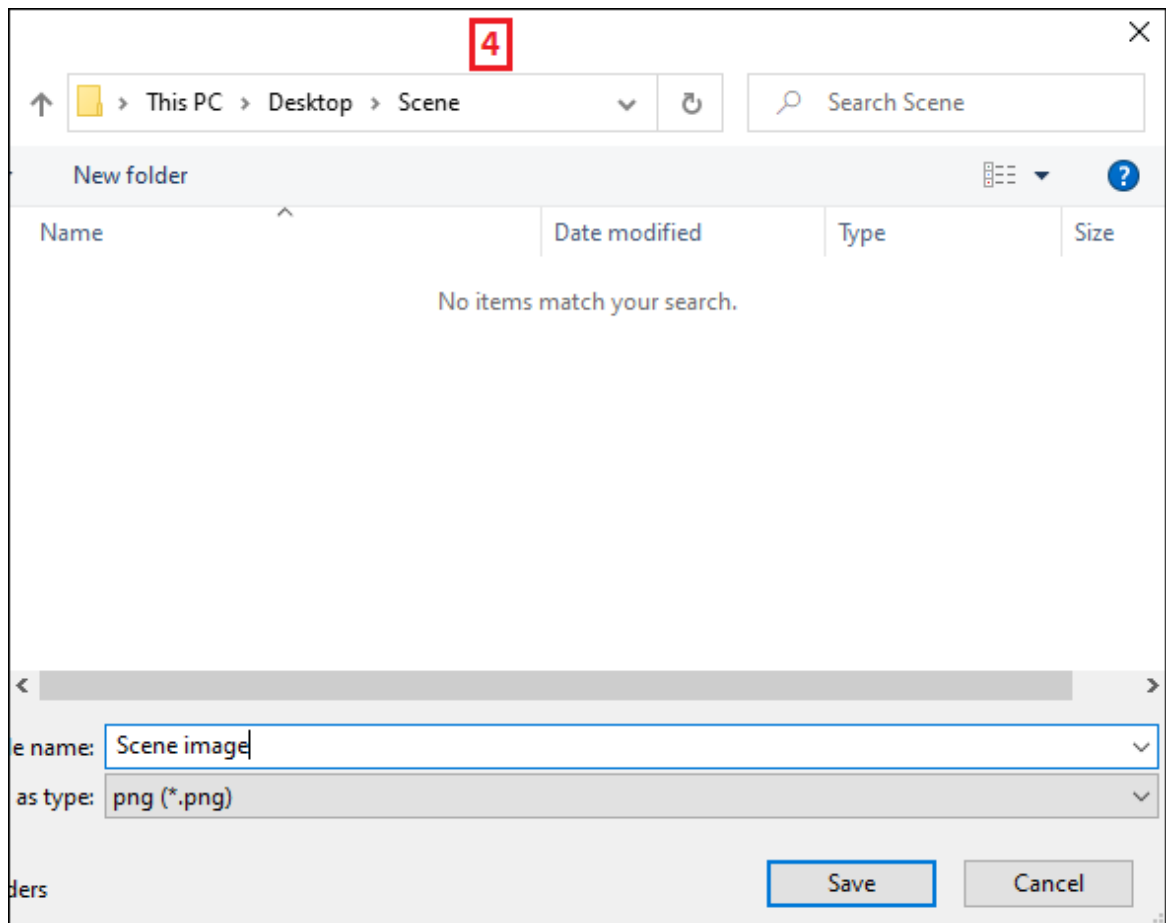 4
This PC > Desktop > Scene
Search Scene
New folder
?
Name Date modified Type Size
No items match your search.
le name: Scene image
as type: png (*.png)
ders Save Cancel